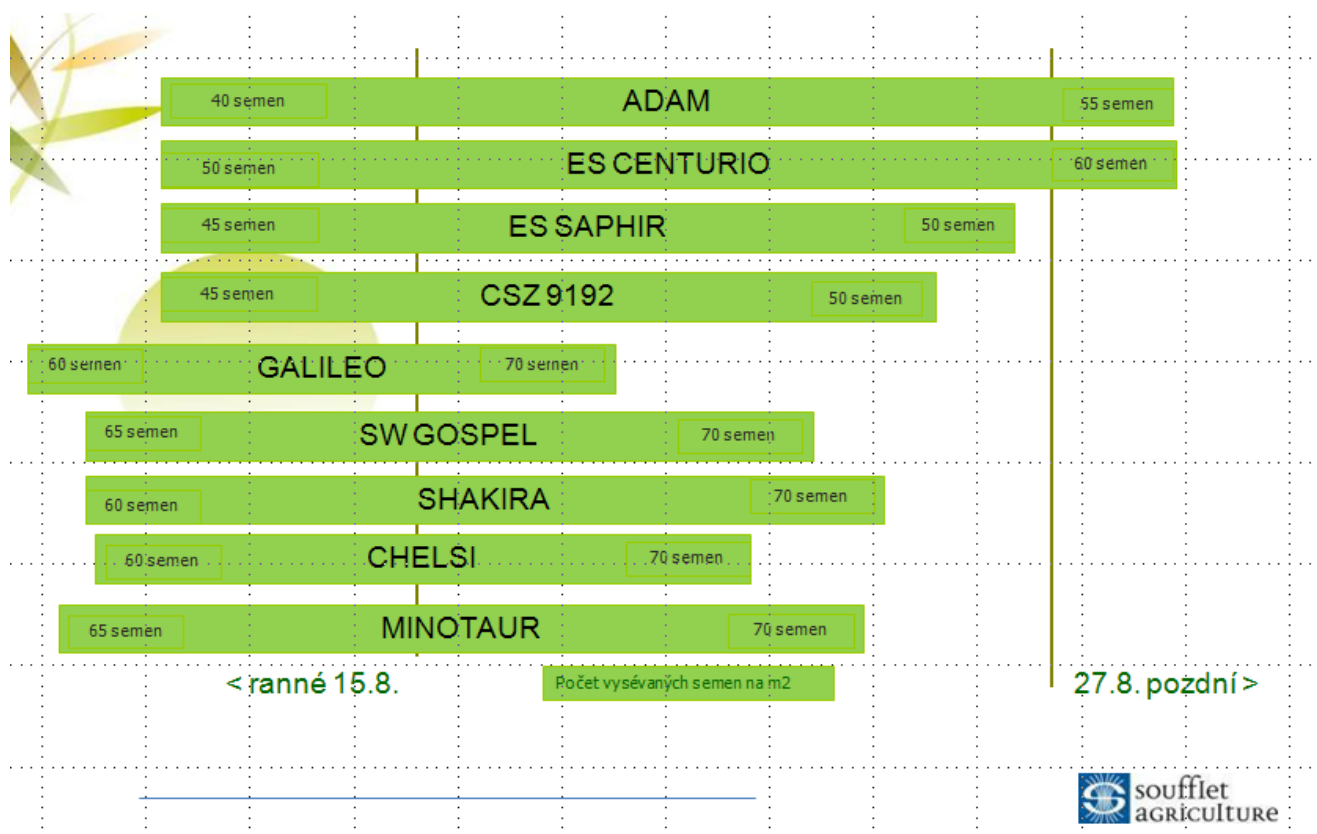 40 semen ADAM 55 semen
50 semen ES CENTURIO 60 semen
45 semen ES SAPHIR 50 semen
45 semen CSZ 9192 50 semen
60 semen GALILEO 70 semen
65 semen SW GOSPEL 70 semen
60 semen SHAKIRA 70 semen
60 semen CHELSI 70 semen
65 semen MINOTAUR 70 semen
< ranné 15.8. Počet vysévaných semen na m2 27.8. pozdní >
soufflet
agriculture